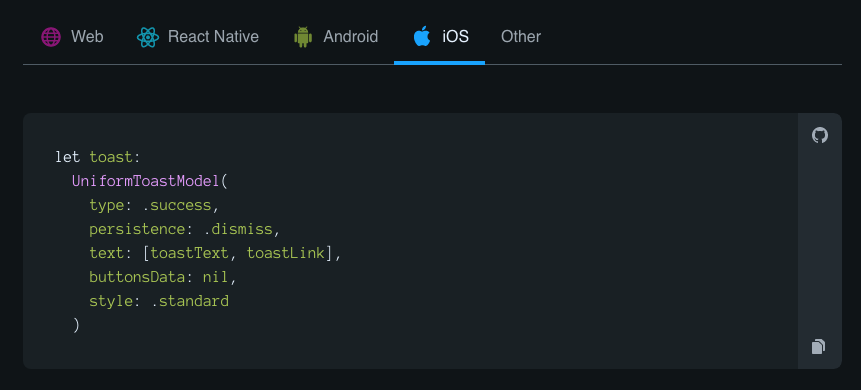 Web React Native Android iOS Other
let toast:
UniformToastModel(
type: .success,
persistence: .dismiss,
text: [toastText, toastLink],
buttonsData: nil,
style: .standard
)